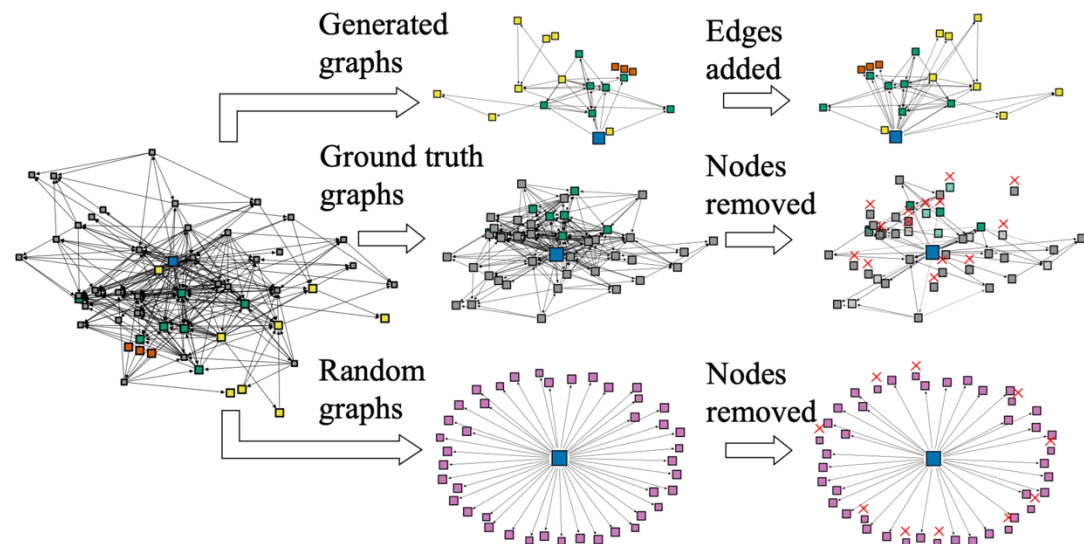 Generated
graphs
Edges
added
Ground truth
graphs
Nodes
removed
Random
graphs
Nodes
removed